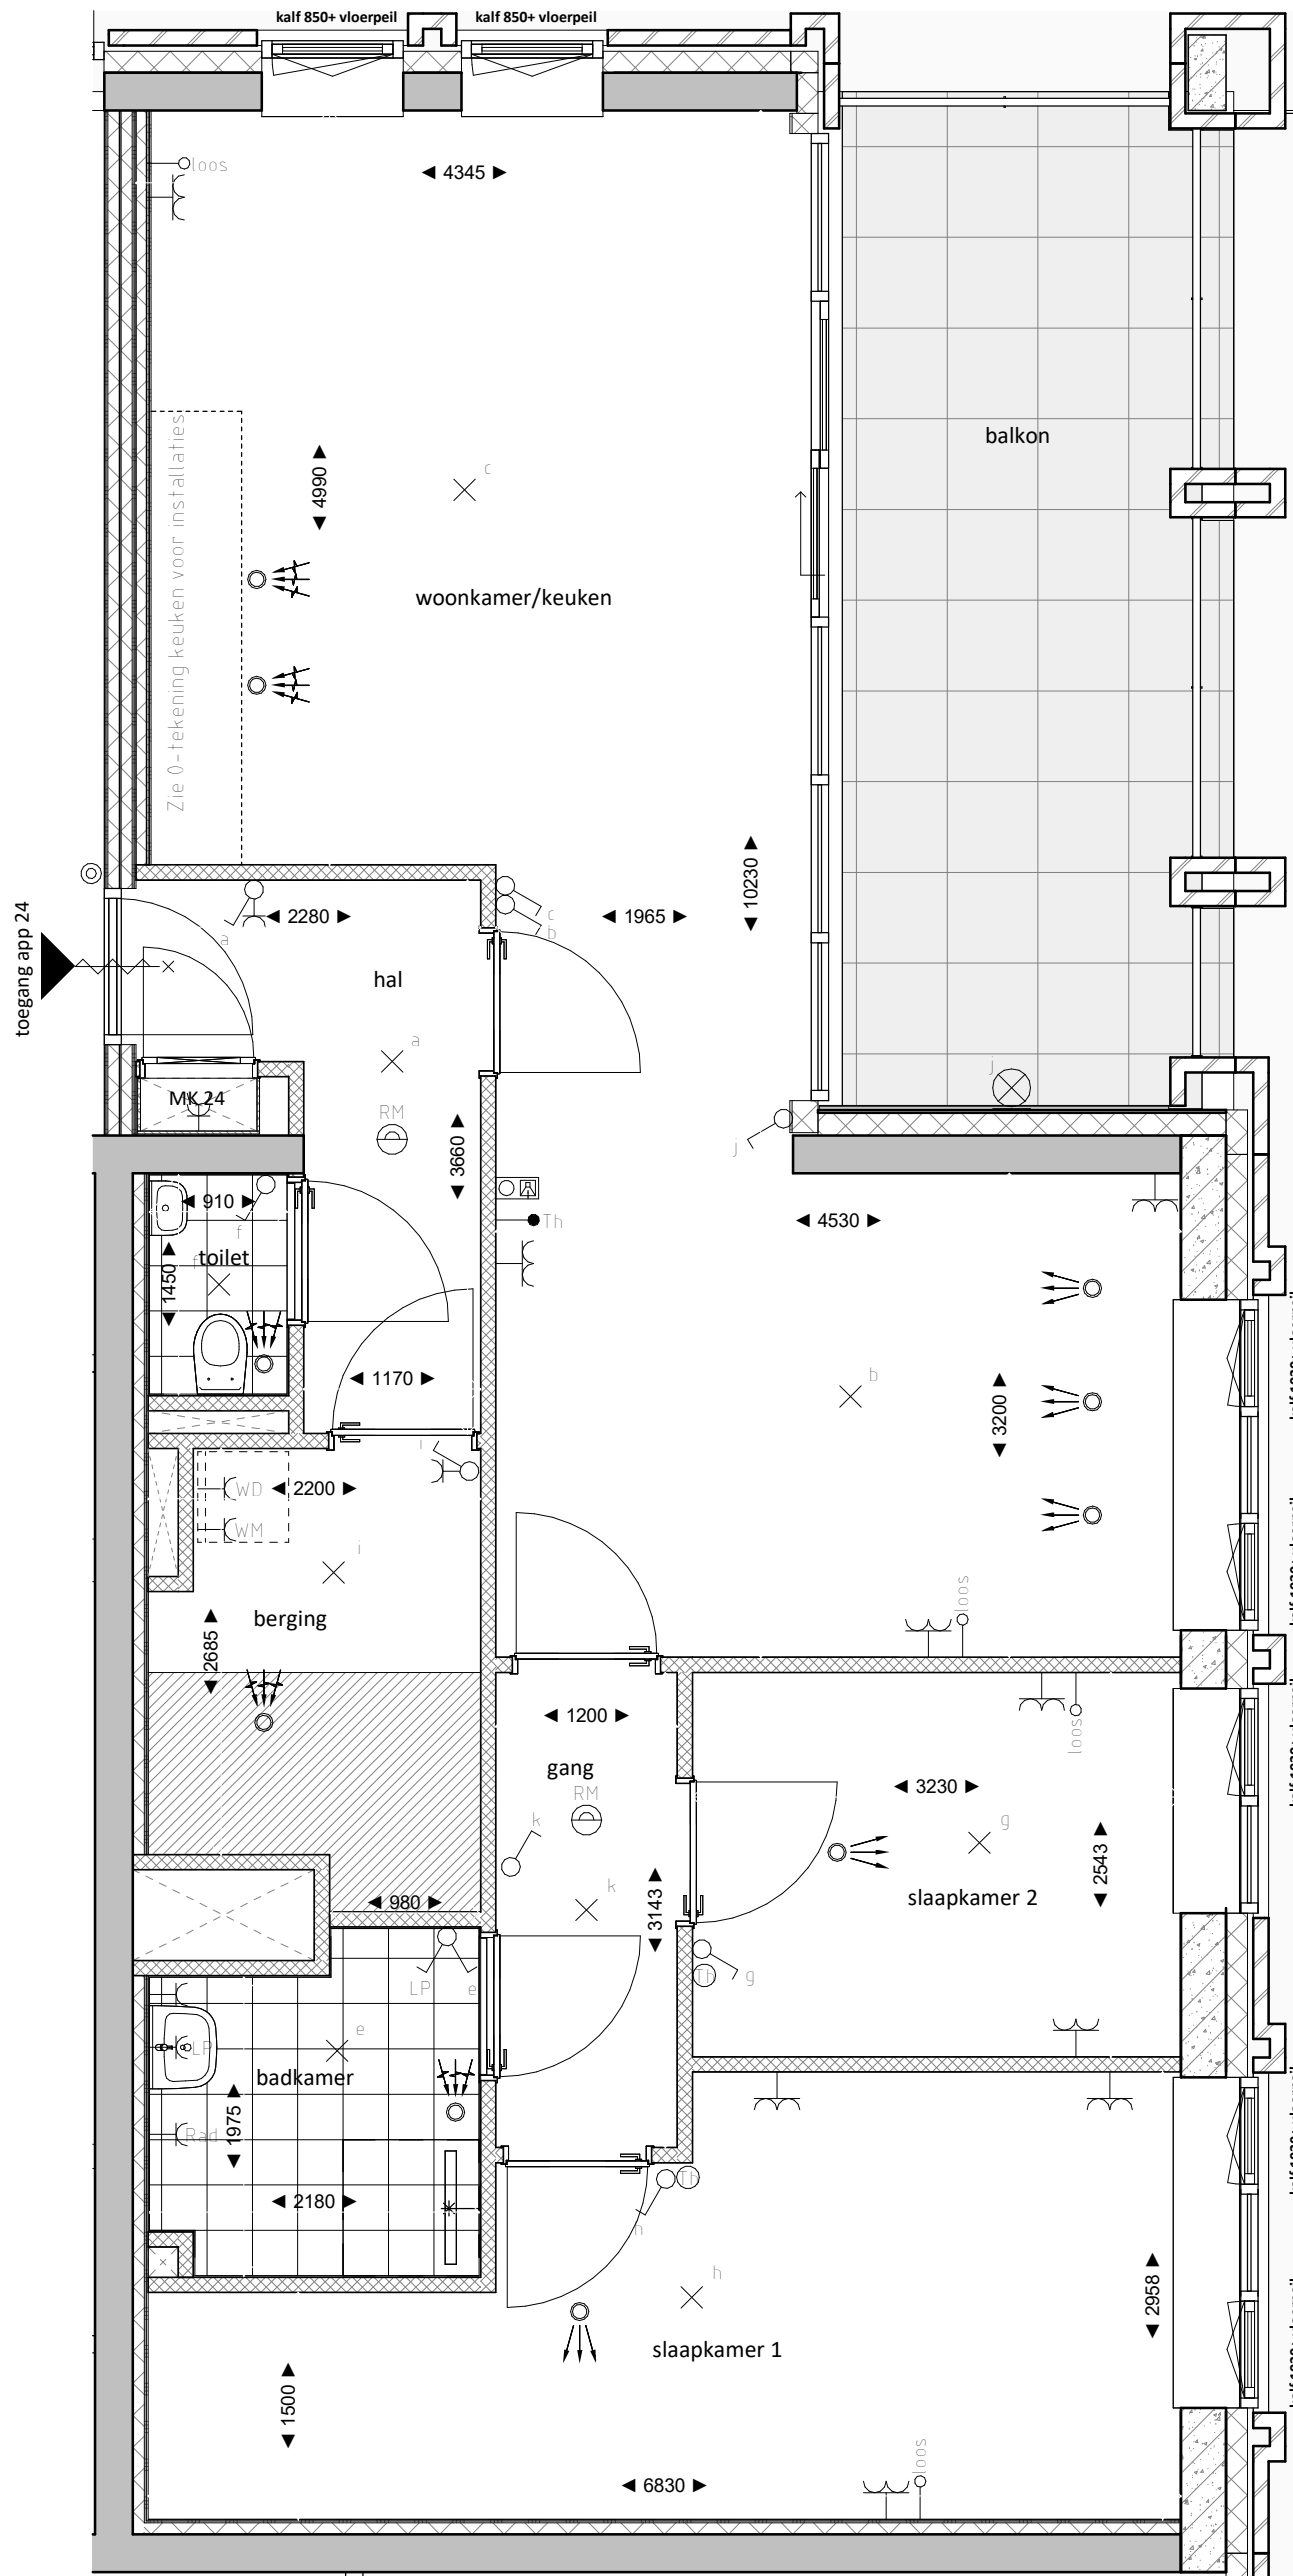 kalf 850+ vloerpeil
kalf 850+ vloerpeil
loos
4345
balkon
c
4990
Zie 0-tekening keuken voor installaties
woonkamer/keuken
10230
toegang app 24
a
2280
c
b
1965
hal
a
MK 24
RM
3660
j
j
910
f
f
toilet
1450
Th
4530
1170
b
3200
WD
2200
WM
i
i
berging
2685
loos
1200
gang
RM
k
k
3143
loos
3230
g
2543
slaapkamer 2
980
LP
e
Th
g
LP
e
badkamer
Rad
1975
2180
Th
h
h
2958
slaapkamer 1
1500
6830
loos